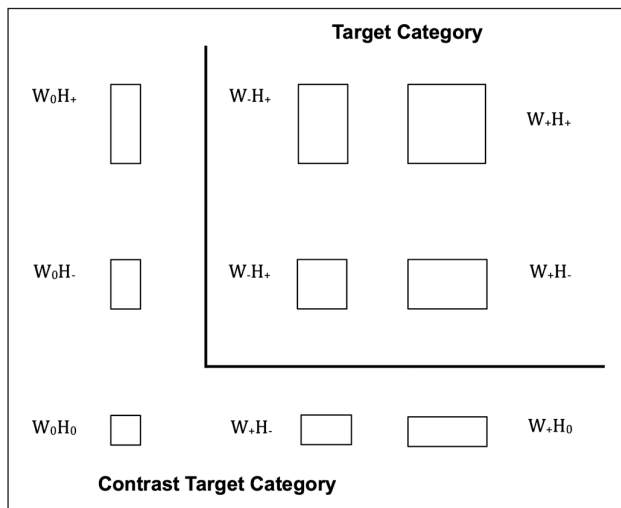 Target Category
W₀H₊ W₋H₊ W₊H₊
W₀H₋ W₋H₊ W₊H₋
W₀H₀ W₊H₋ W₊H₀
Contrast Target Category